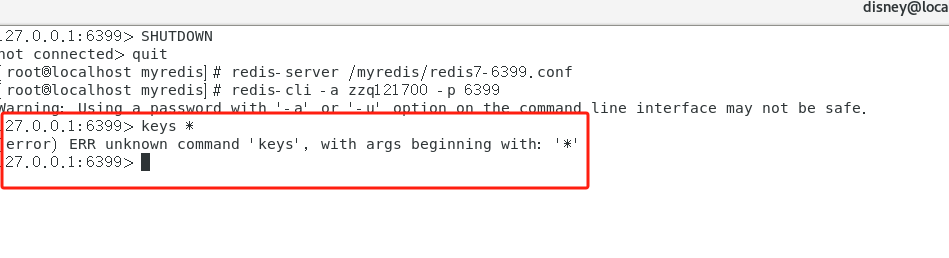 disney@loca
127.0.0.1:6399> SHUTDOWN
not connected> quit
[root@localhost myredis]# redis-server /myredis/redis7-6399.conf
[root@localhost myredis]# redis-cli -a zzq121700 -p 6399
Warning: Using a password with '-a' or '-u' option on the command line interface may not be safe.
127.0.0.1:6399> keys *
(error) ERR unknown command 'keys', with args beginning with: '*'
127.0.0.1:6399>